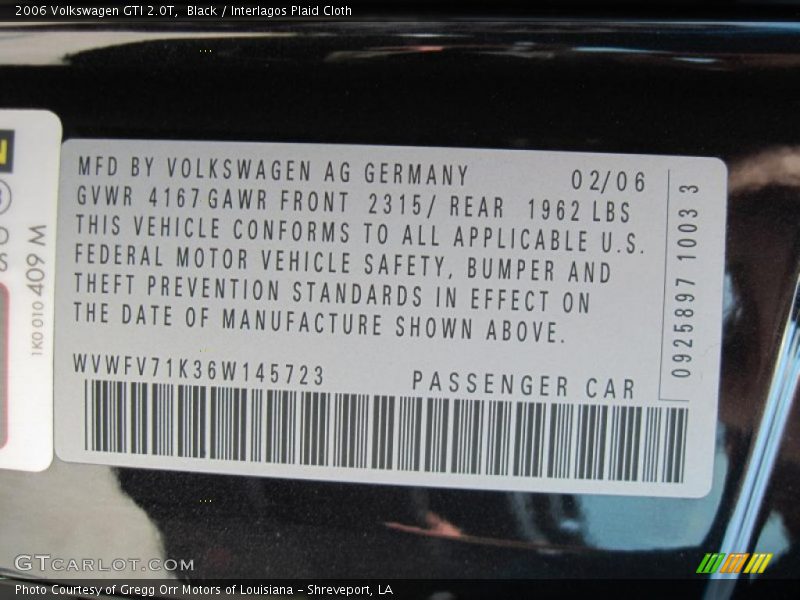 2006 Volkswagen GTI 2.0T, Black / Interlagos Plaid Cloth
MFD BY VOLKSWAGEN AG GERMANY 02/06
GVWR 4167 GAWR FRONT 2315/ REAR 1962 LBS
THIS VEHICLE CONFORMS TO ALL APPLICABLE U.S.
FEDERAL MOTOR VEHICLE SAFETY, BUMPER AND
THEFT PREVENTION STANDARDS IN EFFECT ON
THE DATE OF MANUFACTURE SHOWN ABOVE.
WVWFV71K36W145723 PASSENGER CAR
0925897 1003 3
1K0 010 409 M
GTCARLOT.COM
Photo Courtesy of Gregg Orr Motors of Louisiana – Shreveport, LA